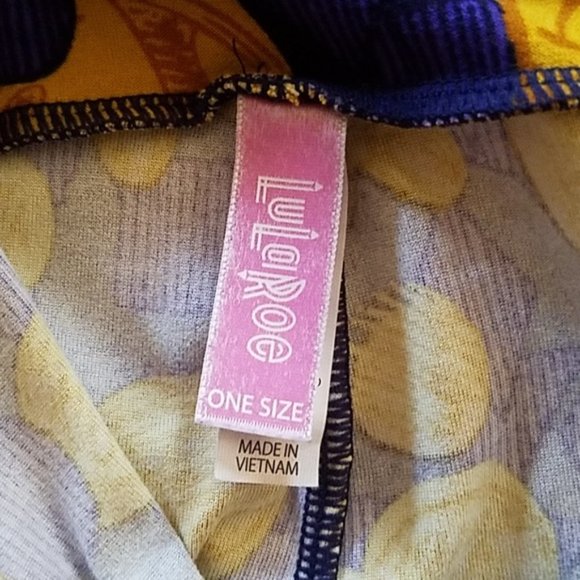 LuLaRoe
ONE SIZE
MADE IN
VIETNAM